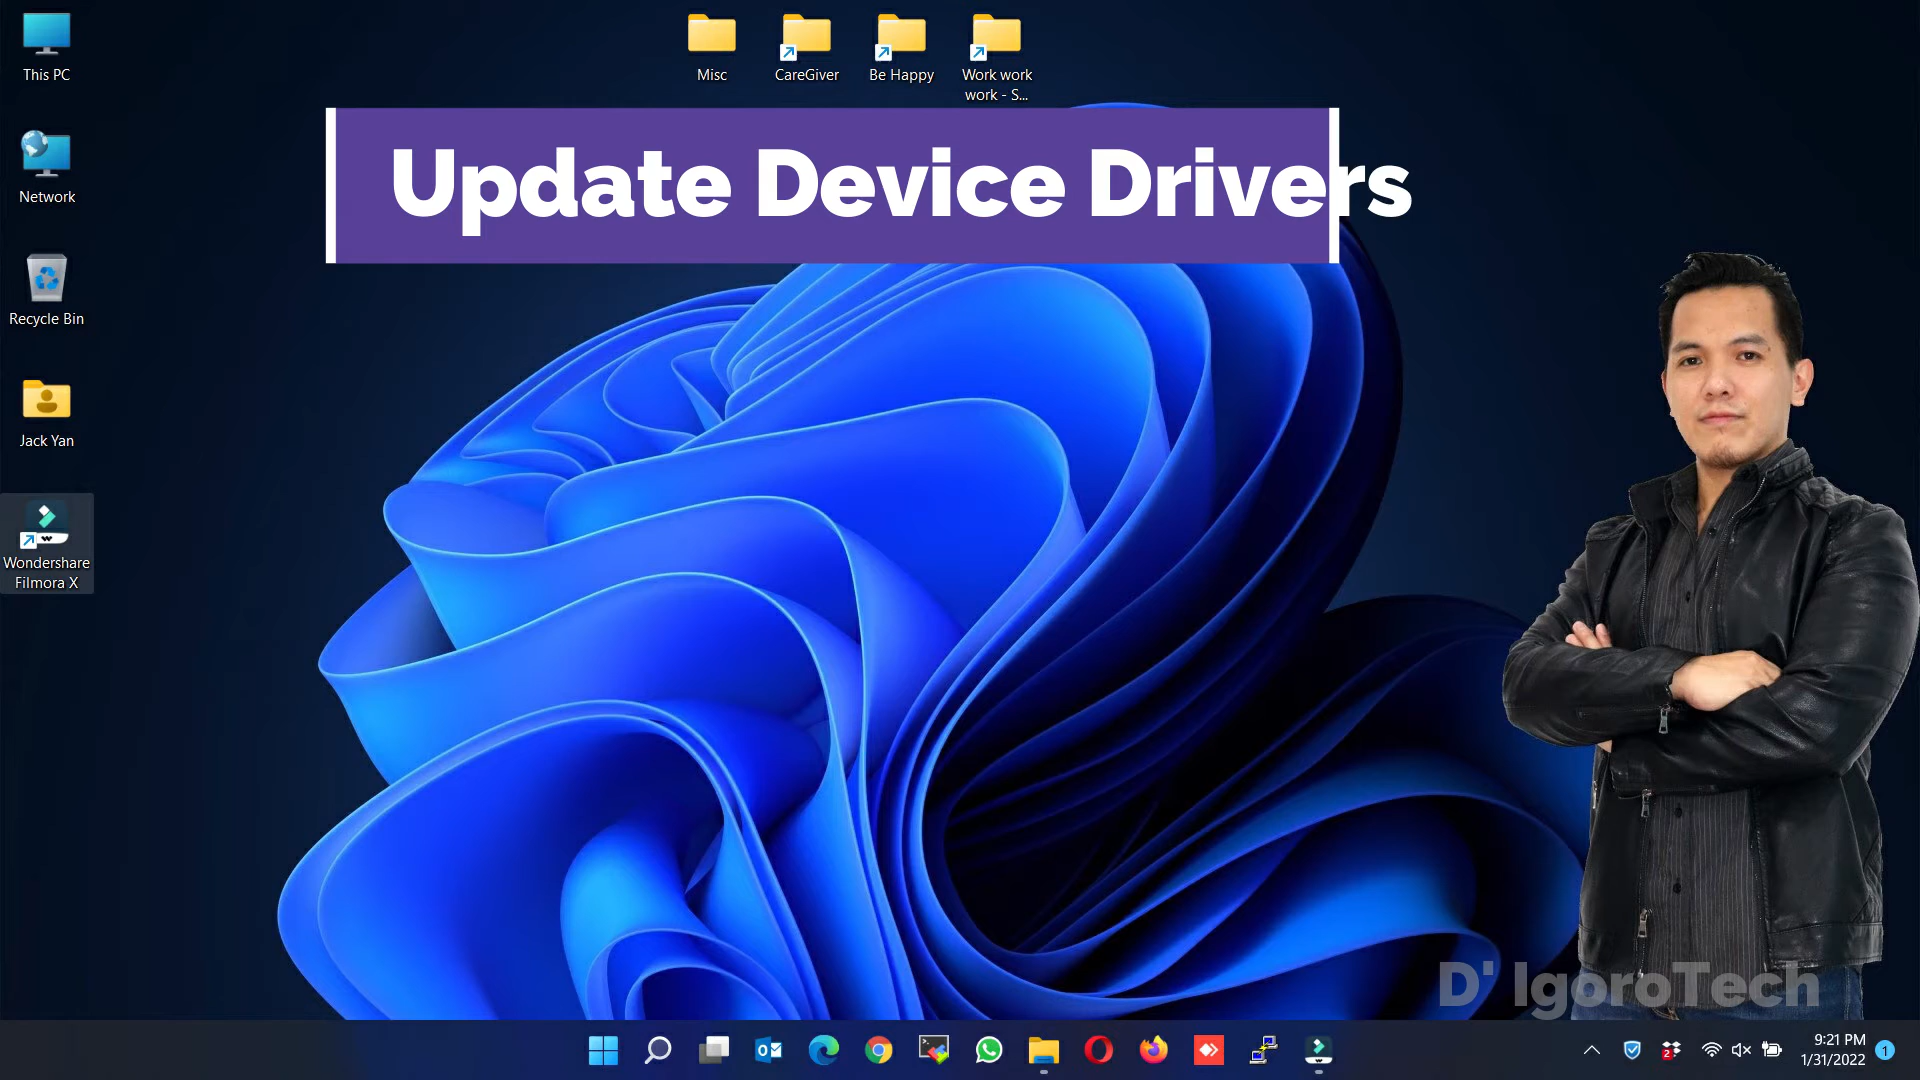 This PC
Misc
CareGiver
Be Happy
Work work
work - S...
Update Device Drivers
Network
Recycle Bin
Jack Yan
Wondershare
Filmora X
D' IgoroTech
2
9:21 PM
1/31/2022
1